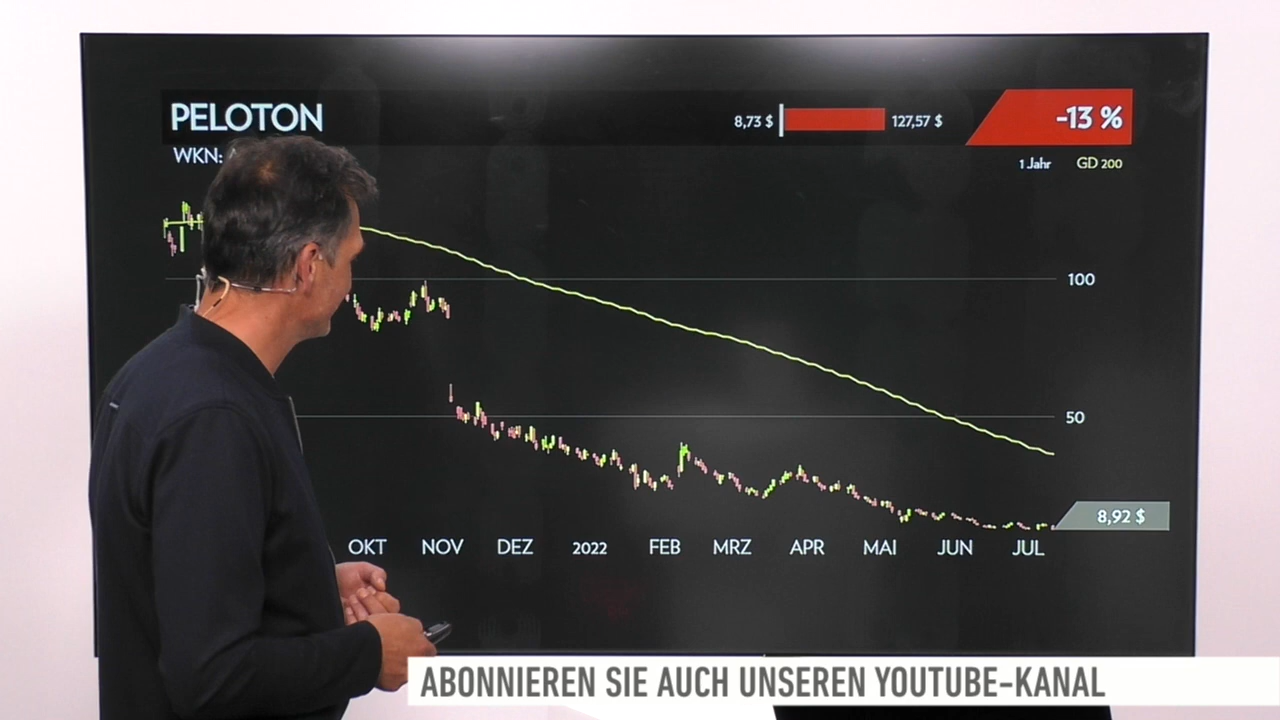 PELOTON
8,73 $ 127,57 $
-13 %
WKN:
1 Jahr GD 200
100
50
8,92 $
OKT NOV DEZ 2022 FEB MRZ APR MAI JUN JUL
ABONNIEREN SIE AUCH UNSEREN YOUTUBE-KANAL